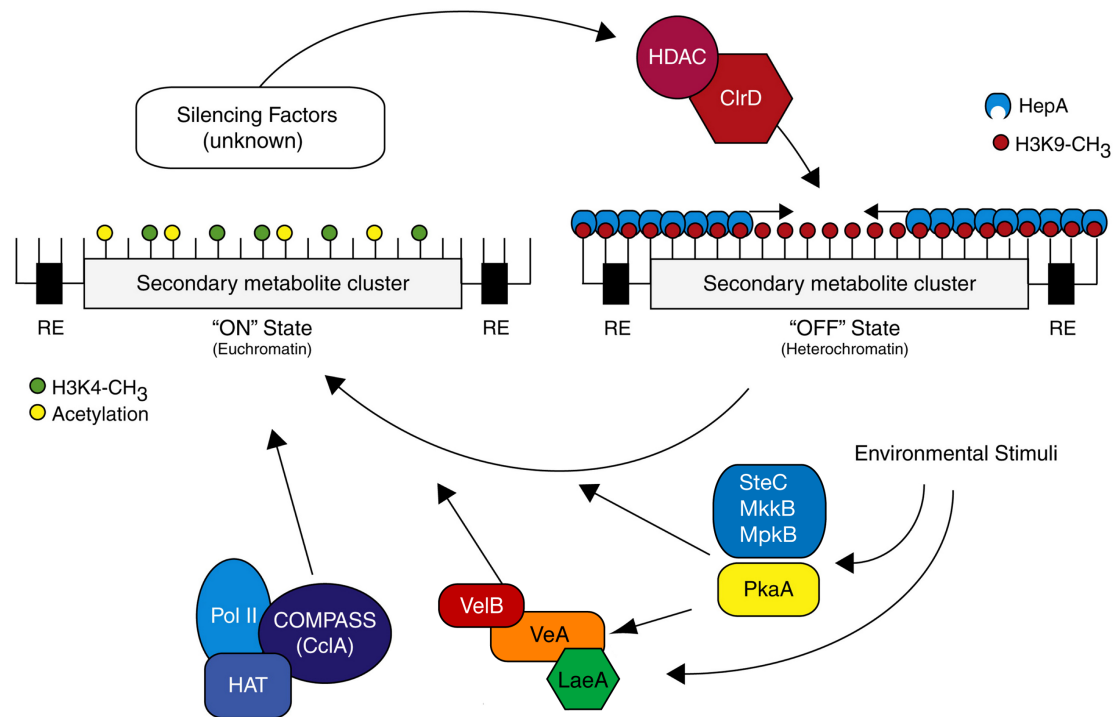 HDAC
ClrD
Silencing Factors
(unknown)
HepA
H3K9-CH3
Secondary metabolite cluster
Secondary metabolite cluster
RE
"ON" State
(Euchromatin)
RE
RE
"OFF" State
(Heterochromatin)
RE
H3K4-CH3
Acetylation
Environmental Stimuli
SteC
MkkB
MpkB
PkaA
Pol II
COMPASS
(CclA)
HAT
VelB
VeA
LaeA